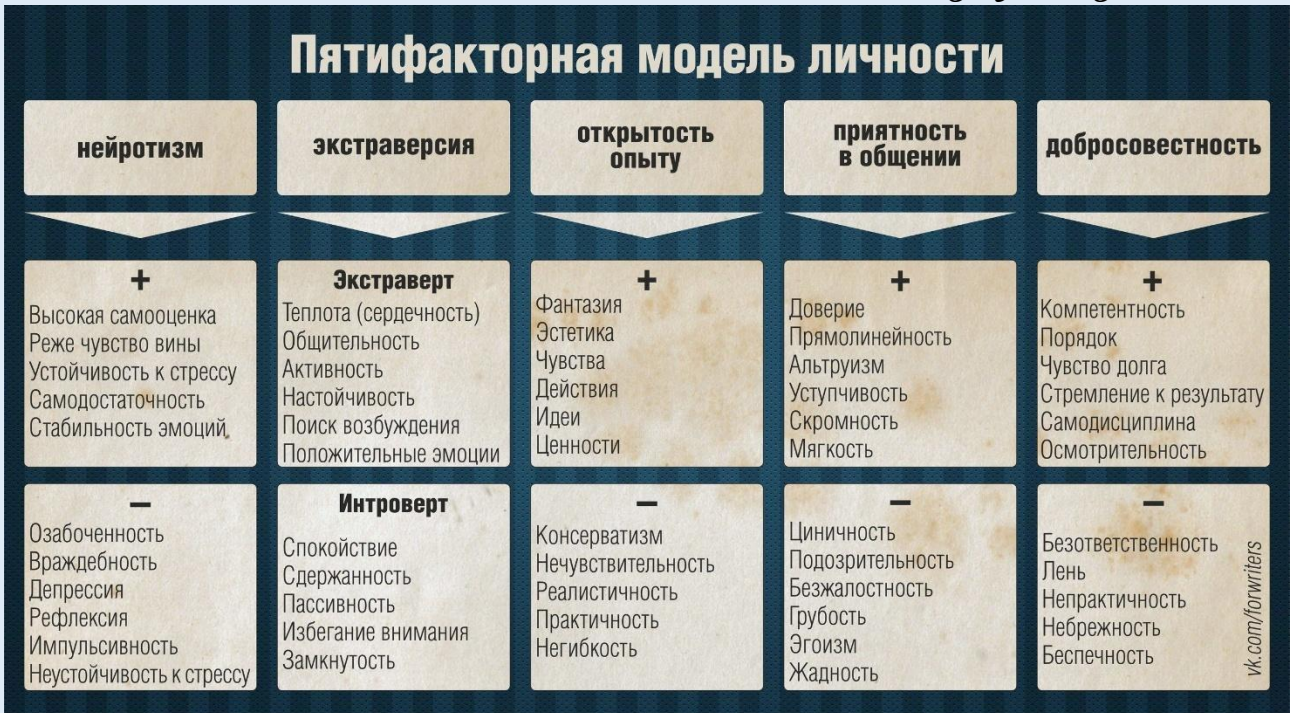 Пятифакторная модель личности
нейротизм
экстраверсия
открытость
опыту
приятность
в общении
добросовестность
+
Высокая самооценка
Реже чувство вины
Устойчивость к стрессу
Самодостаточность
Стабильность эмоций
Экстраверт
Теплота (сердечность)
Общительность
Активность
Настойчивость
Поиск возбуждения
Положительные эмоции
+
Фантазия
Эстетика
Чувства
Действия
Идеи
Ценности
+
Доверие
Прямолинейность
Альтруизм
Уступчивость
Скромность
Мягкость
+
Компетентность
Порядок
Чувство долга
Стремление к результату
Самодисциплина
Осмотрительность
–
Озабоченность
Враждебность
Депрессия
Рефлексия
Импульсивность
Неустойчивость к стрессу
Интроверт
Спокойствие
Сдержанность
Пассивность
Избегание внимания
Замкнутость
–
Консерватизм
Нечувствительность
Реалистичность
Практичность
Негибкость
–
Циничность
Подозрительность
Безжалостность
Грубость
Эгоизм
Жадность
–
Безответственность
Лень
Непрактичность
Небрежность
Беспечность
vk.com/forwriters